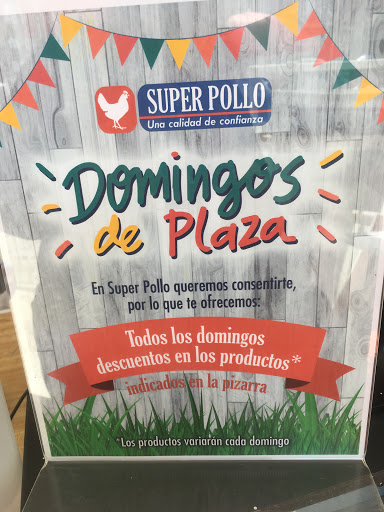 SUPER POLLO
Una calidad de confianza
Domingos
de Plaza
En Super Pollo queremos consentirte,
por lo que te ofrecemos:
Todos los domingos
descuentos en los productos*
indicados en la pizarra
*Los productos variarán cada domingo